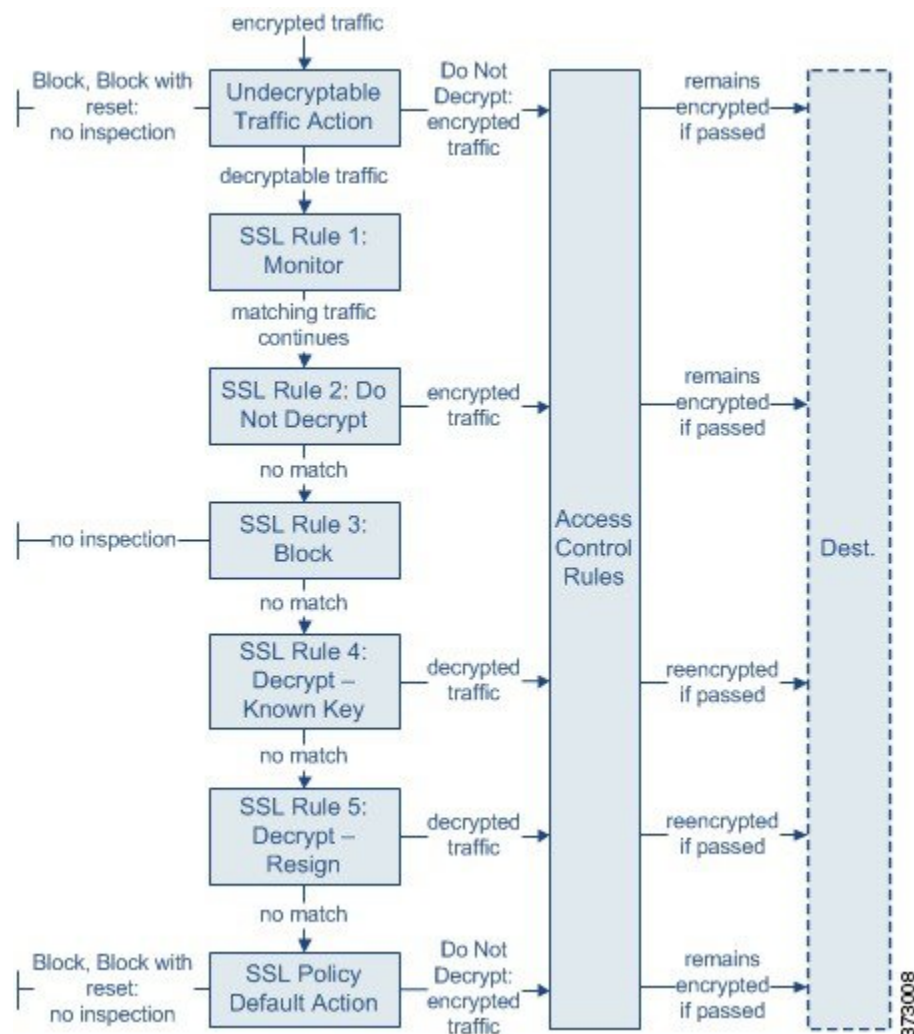 encrypted traffic
Block, Block with
reset:
no inspection
Undecryptable
Traffic Action
Do Not
Decrypt:
encrypted
traffic
remains
encrypted
if passed
decryptable traffic
SSL Rule 1:
Monitor
matching traffic
continues
SSL Rule 2: Do
Not Decrypt
encrypted
traffic
remains
encrypted
if passed
no match
no inspection
SSL Rule 3:
Block
Access
Control
Rules
Dest.
no match
SSL Rule 4:
Decrypt –
Known Key
decrypted
traffic
reencrypted
if passed
no match
SSL Rule 5:
Decrypt –
Resign
decrypted
traffic
reencrypted
if passed
no match
Block, Block with
reset:
no inspection
SSL Policy
Default Action
Do Not
Decrypt:
encrypted
traffic
remains
encrypted
if passed
373008